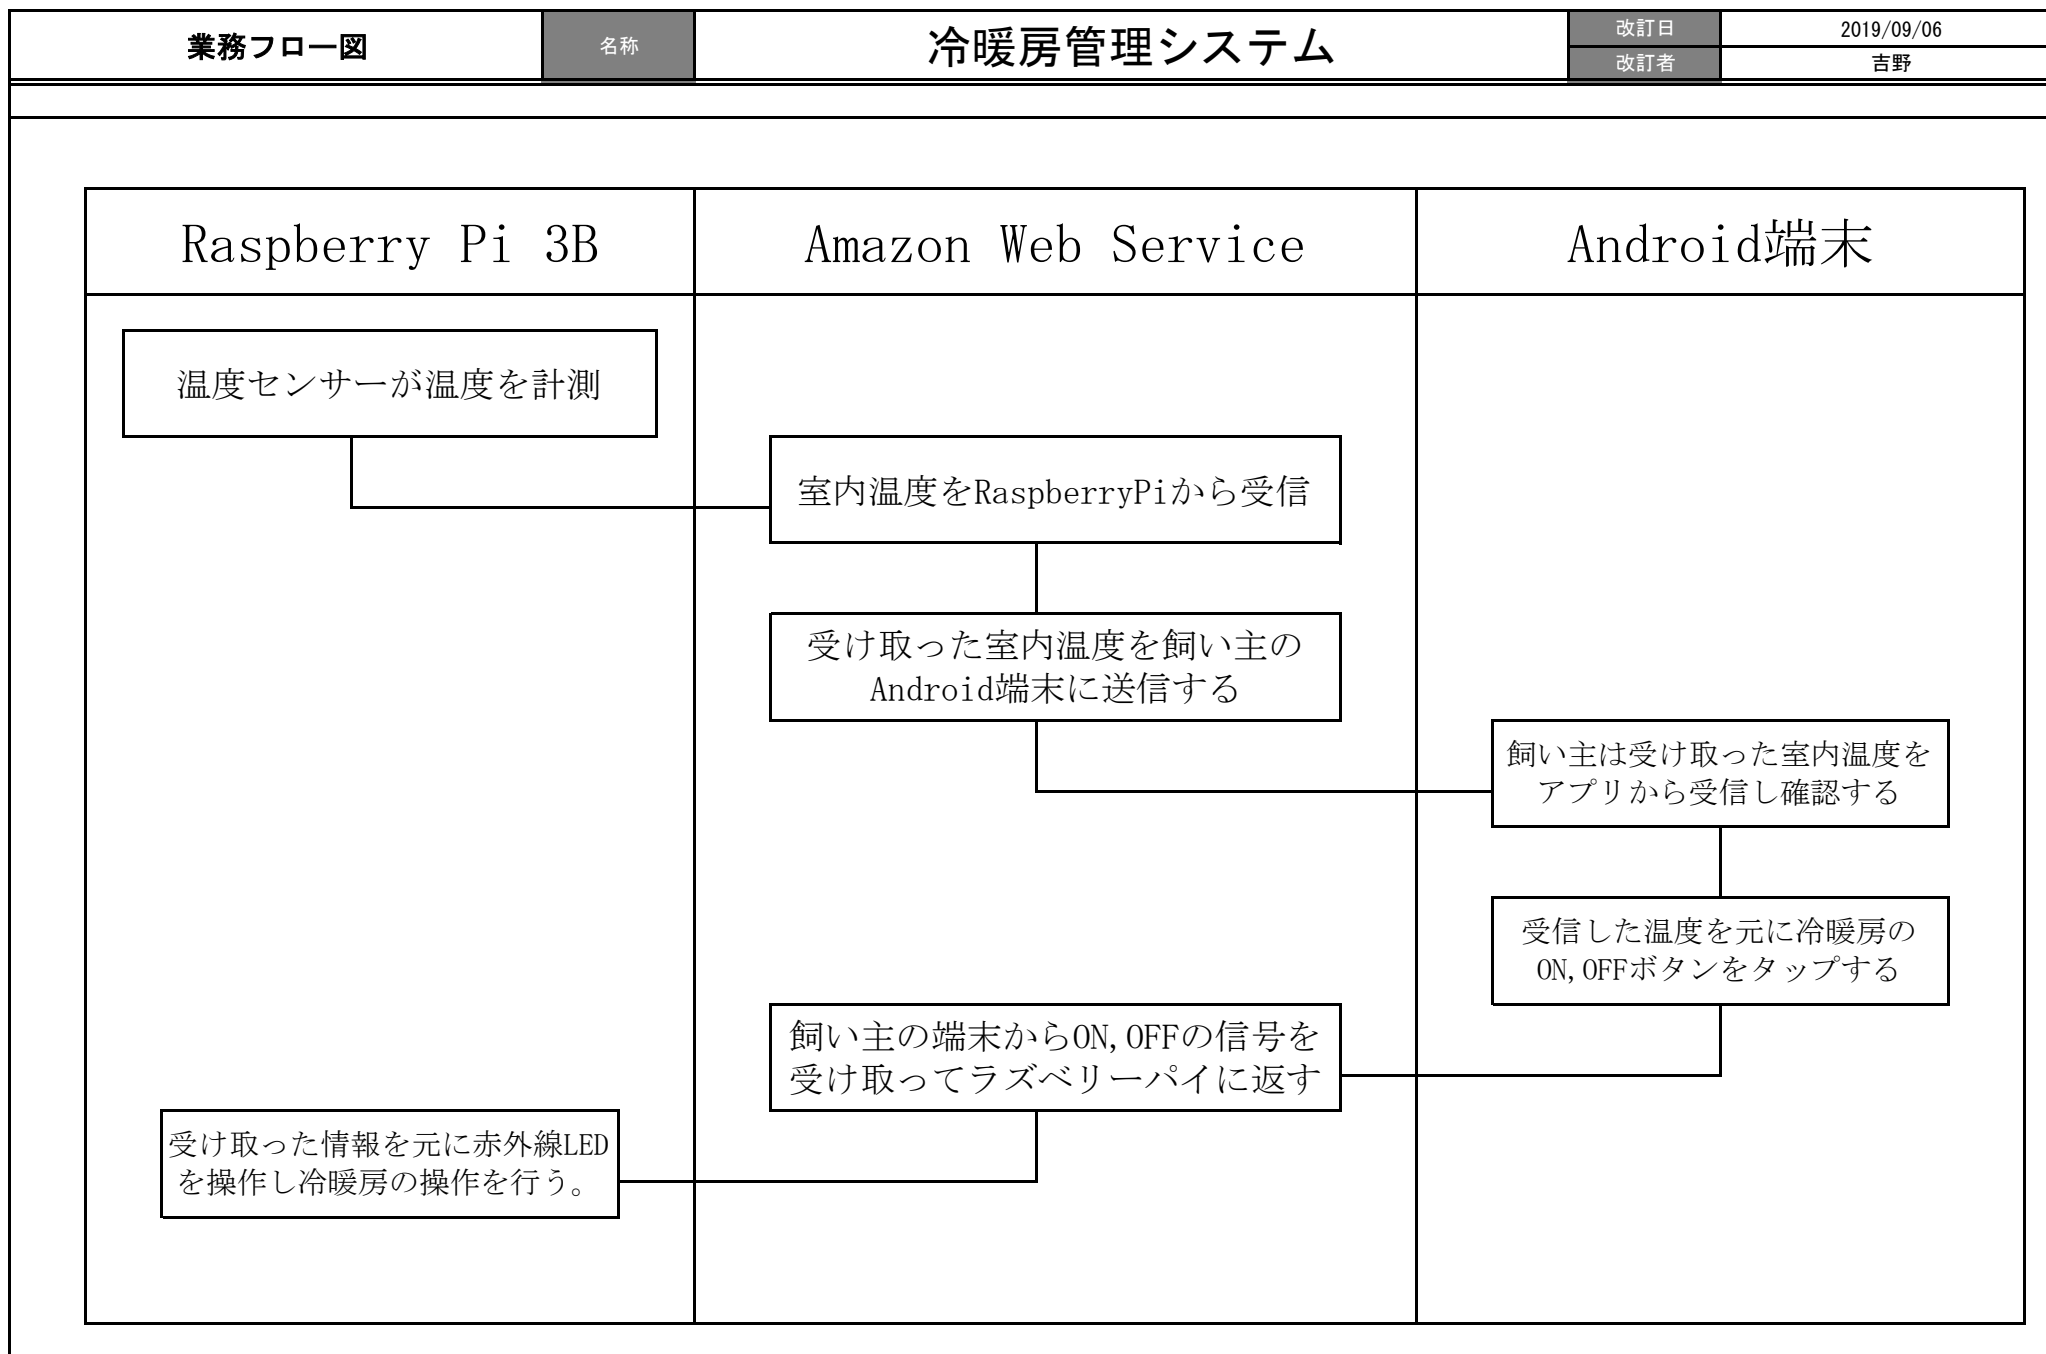 業務フロー図
名称
冷暖房管理システム
改訂日
2019/09/06
改訂者
吉野
Raspberry Pi 3B
Amazon Web Service
Android端末
温度センサーが温度を計測
室内温度をRaspberryPiから受信
受け取った室内温度を飼い主の
Android端末に送信する
飼い主は受け取った室内温度を
アプリから受信し確認する
受信した温度を元に冷暖房の
ON,OFFボタンをタップする
飼い主の端末からON,OFFの信号を
受け取ってラズベリーパイに返す
受け取った情報を元に赤外線LED
を操作し冷暖房の操作を行う。